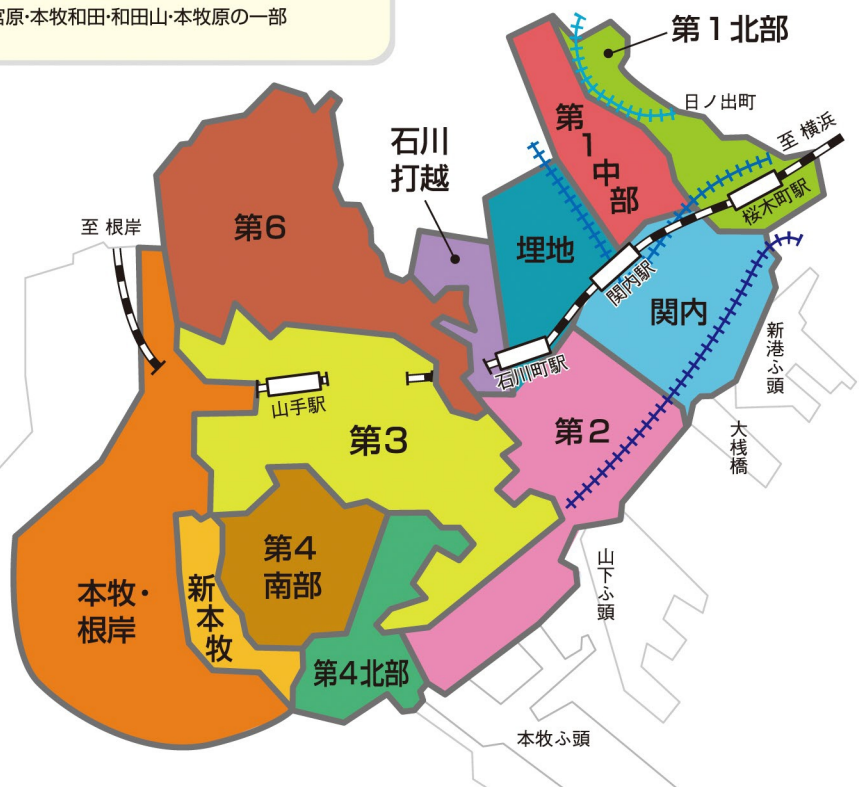 宮原・本牧和田・和田山・本牧原の一部
第1北部
日ノ出町
至 横浜
第1中部
石川
打越
桜木町駅
第6
至 根岸
埋地
関内駅
関内
新港ふ頭
石川町駅
山手駅
第3
第2
大桟橋
第4
南部
山下ふ頭
本牧・
根岸
新本牧
第4北部
本牧ふ頭